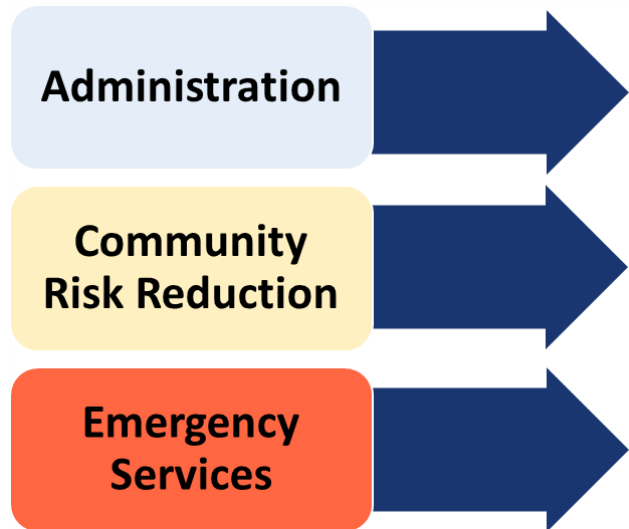 Administration
Community
Risk Reduction
Emergency
Services